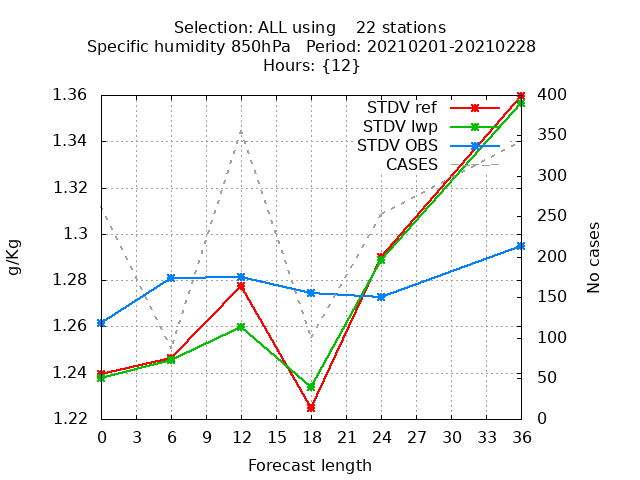 Selection: ALL using    22 stations
Specific humidity 850hPa   Period: 20210201-20210228
Hours: {12}
1.36
1.34
1.32
1.3
1.28
1.26
1.24
1.22
g/Kg
STDV ref
STDV lwp
STDV OBS
CASES
400
350
300
250
200
150
100
50
0
No cases
0 3 6 9 12 15 18 21 24 27 30 33 36
Forecast length